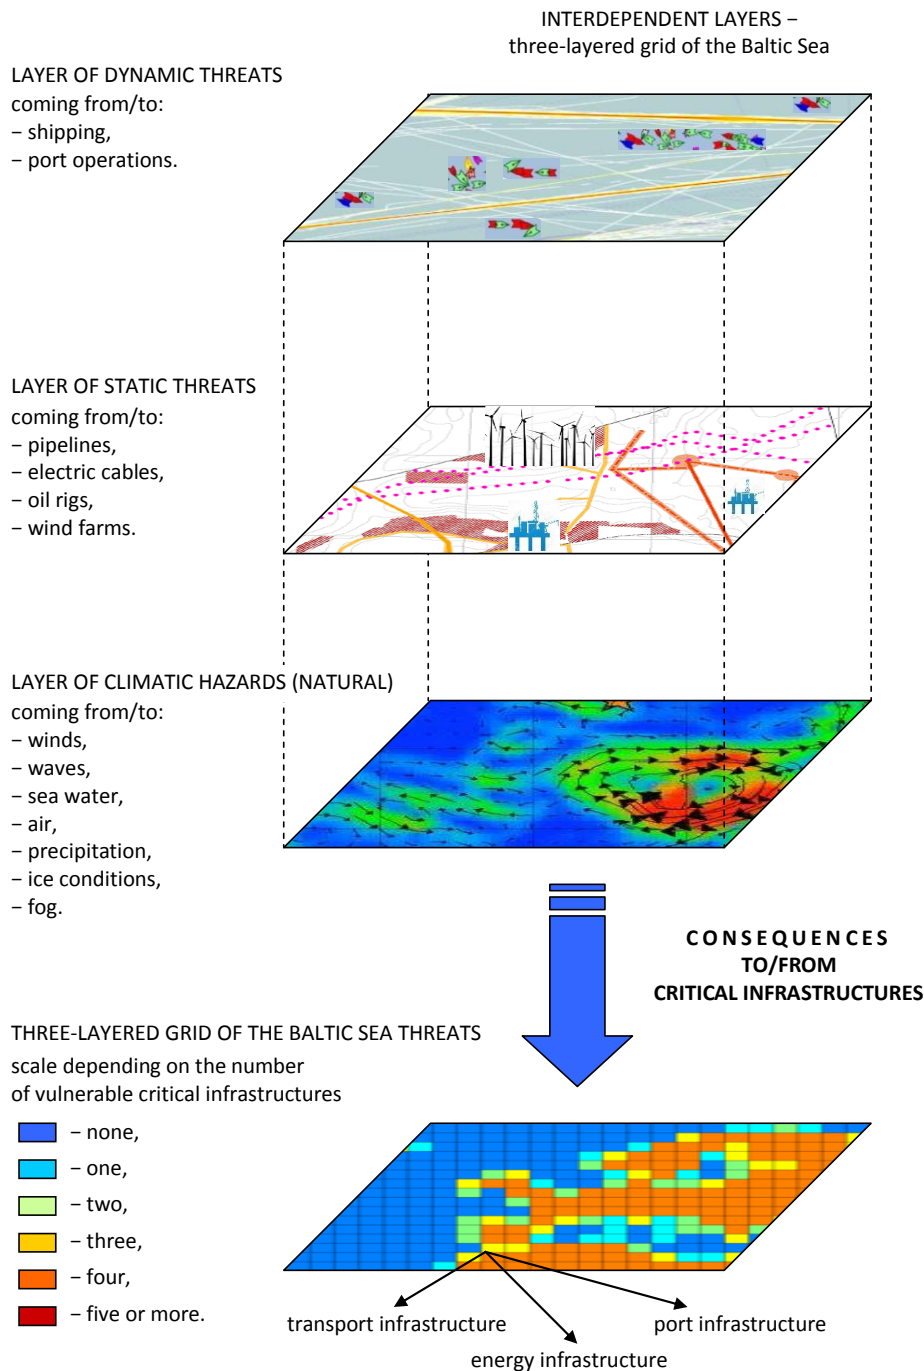 INTERDEPENDENT LAYERS –
three-layered grid of the Baltic Sea
LAYER OF DYNAMIC THREATS
coming from/to:
– shipping,
– port operations.
LAYER OF STATIC THREATS
coming from/to:
– pipelines,
– electric cables,
– oil rigs,
– wind farms.
LAYER OF CLIMATIC HAZARDS (NATURAL)
coming from/to:
– winds,
– waves,
– sea water,
– air,
– precipitation,
– ice conditions,
– fog.
CONSEQUENCES
TO/FROM
CRITICAL INFRASTRUCTURES
THREE-LAYERED GRID OF THE BALTIC SEA THREATS
scale depending on the number
of vulnerable critical infrastructures
– none,
– one,
– two,
– three,
– four,
– five or more.
transport infrastructure
port infrastructure
energy infrastructure